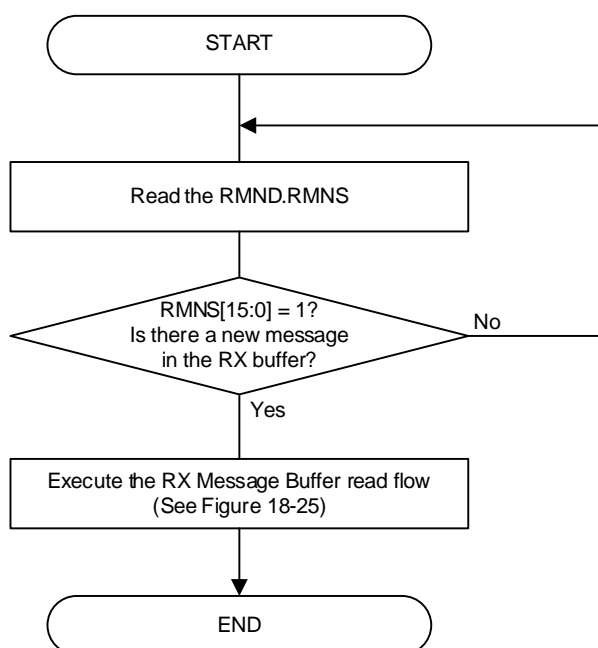 START
Read the RMND.RMNS
RMNS[15:0] = 1?
Is there a new message
in the RX buffer?
No
Yes
Execute the RX Message Buffer read flow
(See Figure 18-25)
END